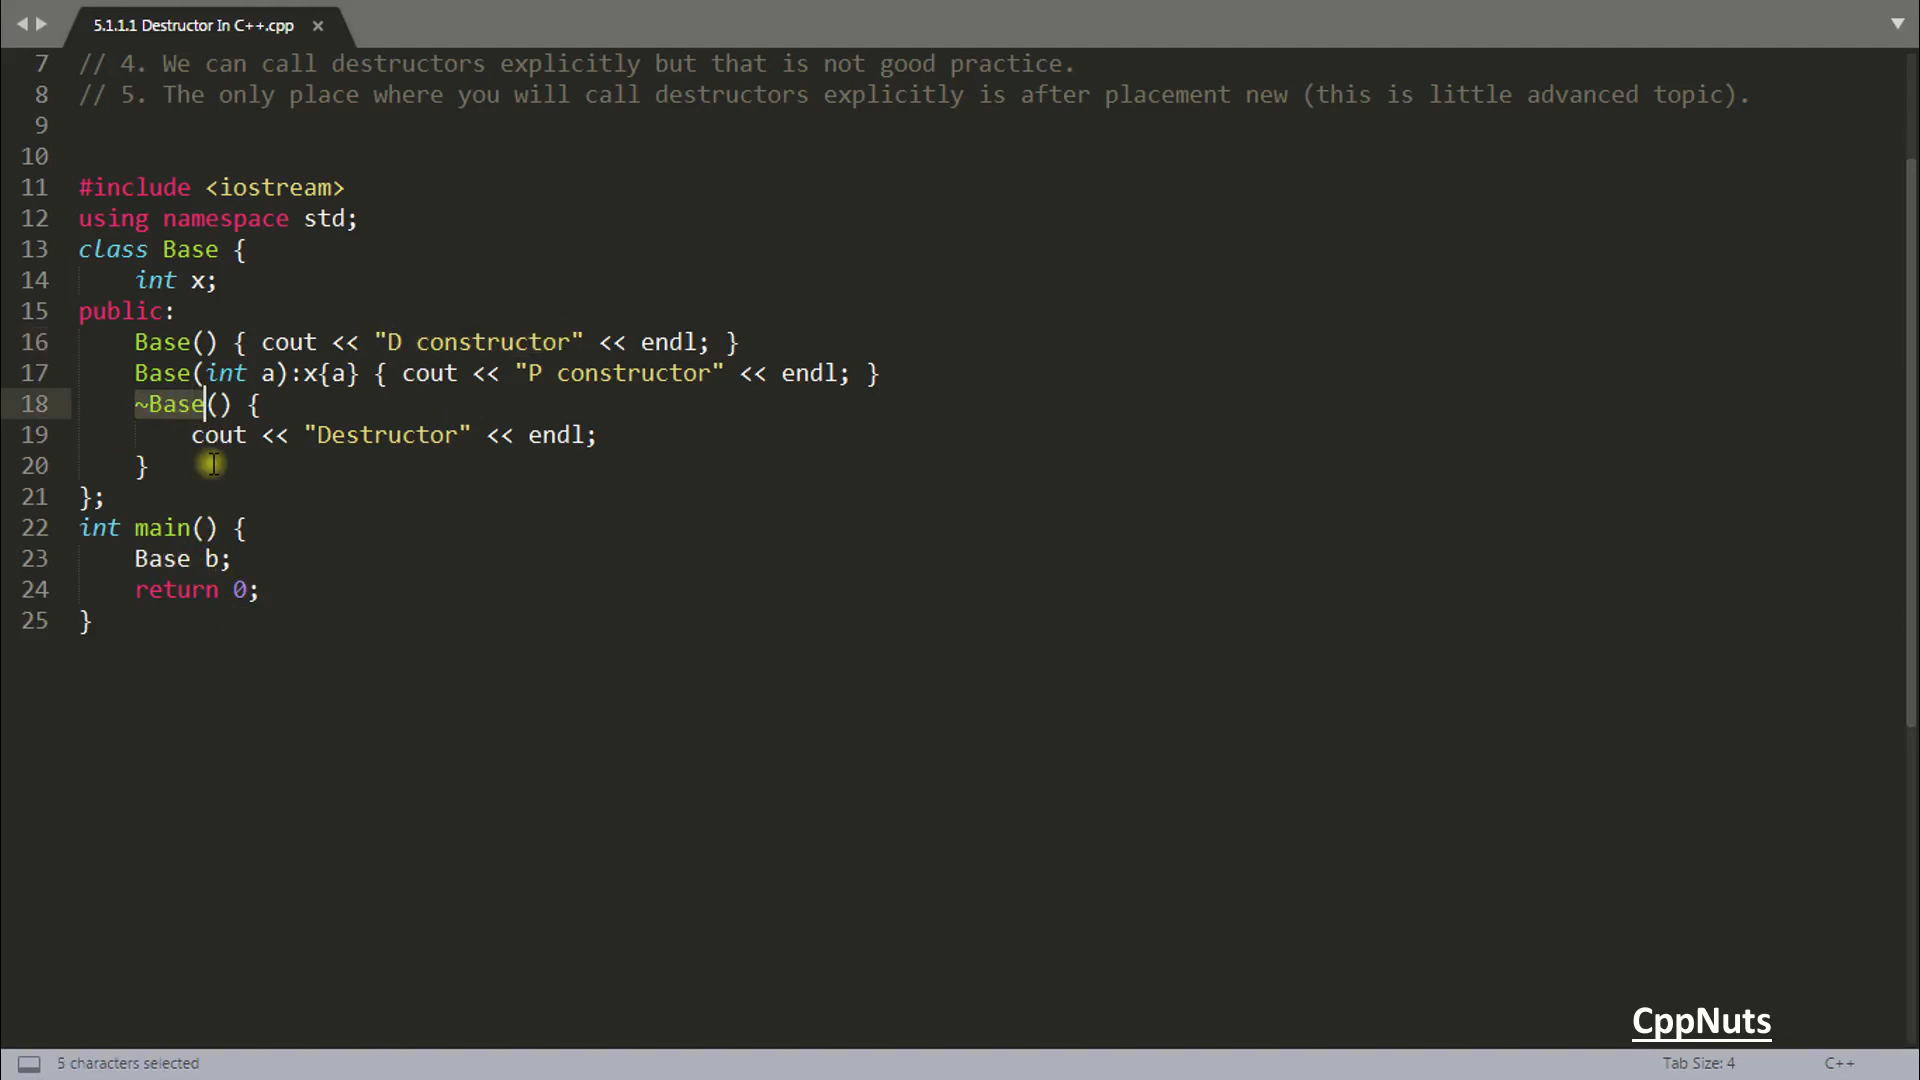 5.1.1.1 Destructor In C++.cpp ×
7 // 4. We can call destructors explicitly but that is not good practice.
8 // 5. The only place where you will call destructors explicitly is after placement new (this is little advanced topic).
9
10
11 #include <iostream>
12 using namespace std;
13 class Base {
14     int x;
15 public:
16     Base() { cout << "D constructor" << endl; }
17     Base(int a):x{a} { cout << "P constructor" << endl; }
18     ~Base() {
19         cout << "Destructor" << endl;
20     }
21 };
22 int main() {
23     Base b;
24     return 0;
25 }
CppNuts
5 characters selected Tab Size: 4 C++